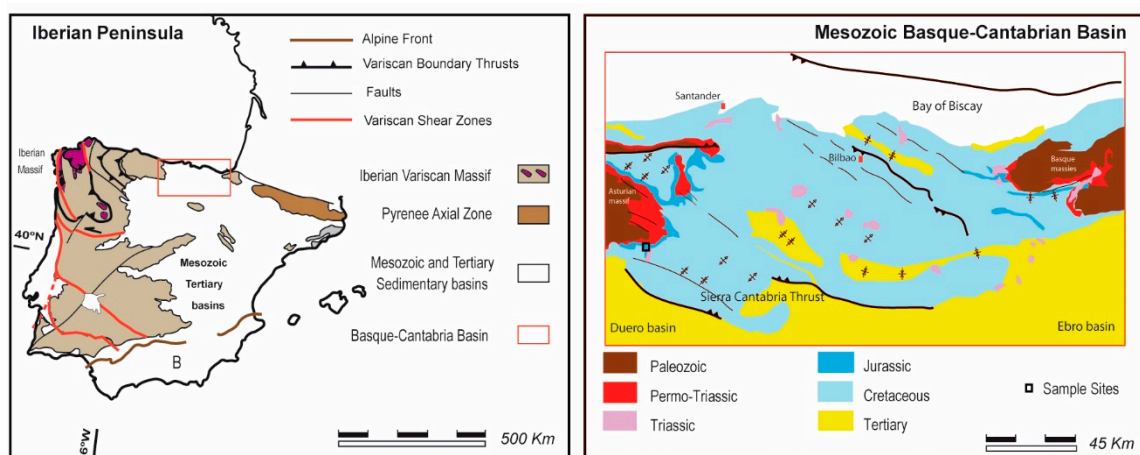 Iberian Peninsula
Alpine Front
Variscan Boundary Thrusts
Faults
Variscan Shear Zones
Iberian
Massif
Iberian Variscan Massif
Pyrenee Axial Zone
40°N
Mesozoic
Tertiary
basins
Mesozoic and Tertiary
Sedimentary basins
Basque-Cantabria Basin
B
6°W
500 Km
Mesozoic Basque-Cantabrian Basin
Santander
Bay of Biscay
Bilbao
Basque
massies
Asturian
massif
Sierra Cantabria Thrust
Duero basin
Ebro basin
Paleozoic
Jurassic
Permo-Triassic
Cretaceous
Sample Sites
Triassic
Tertiary
45 Km